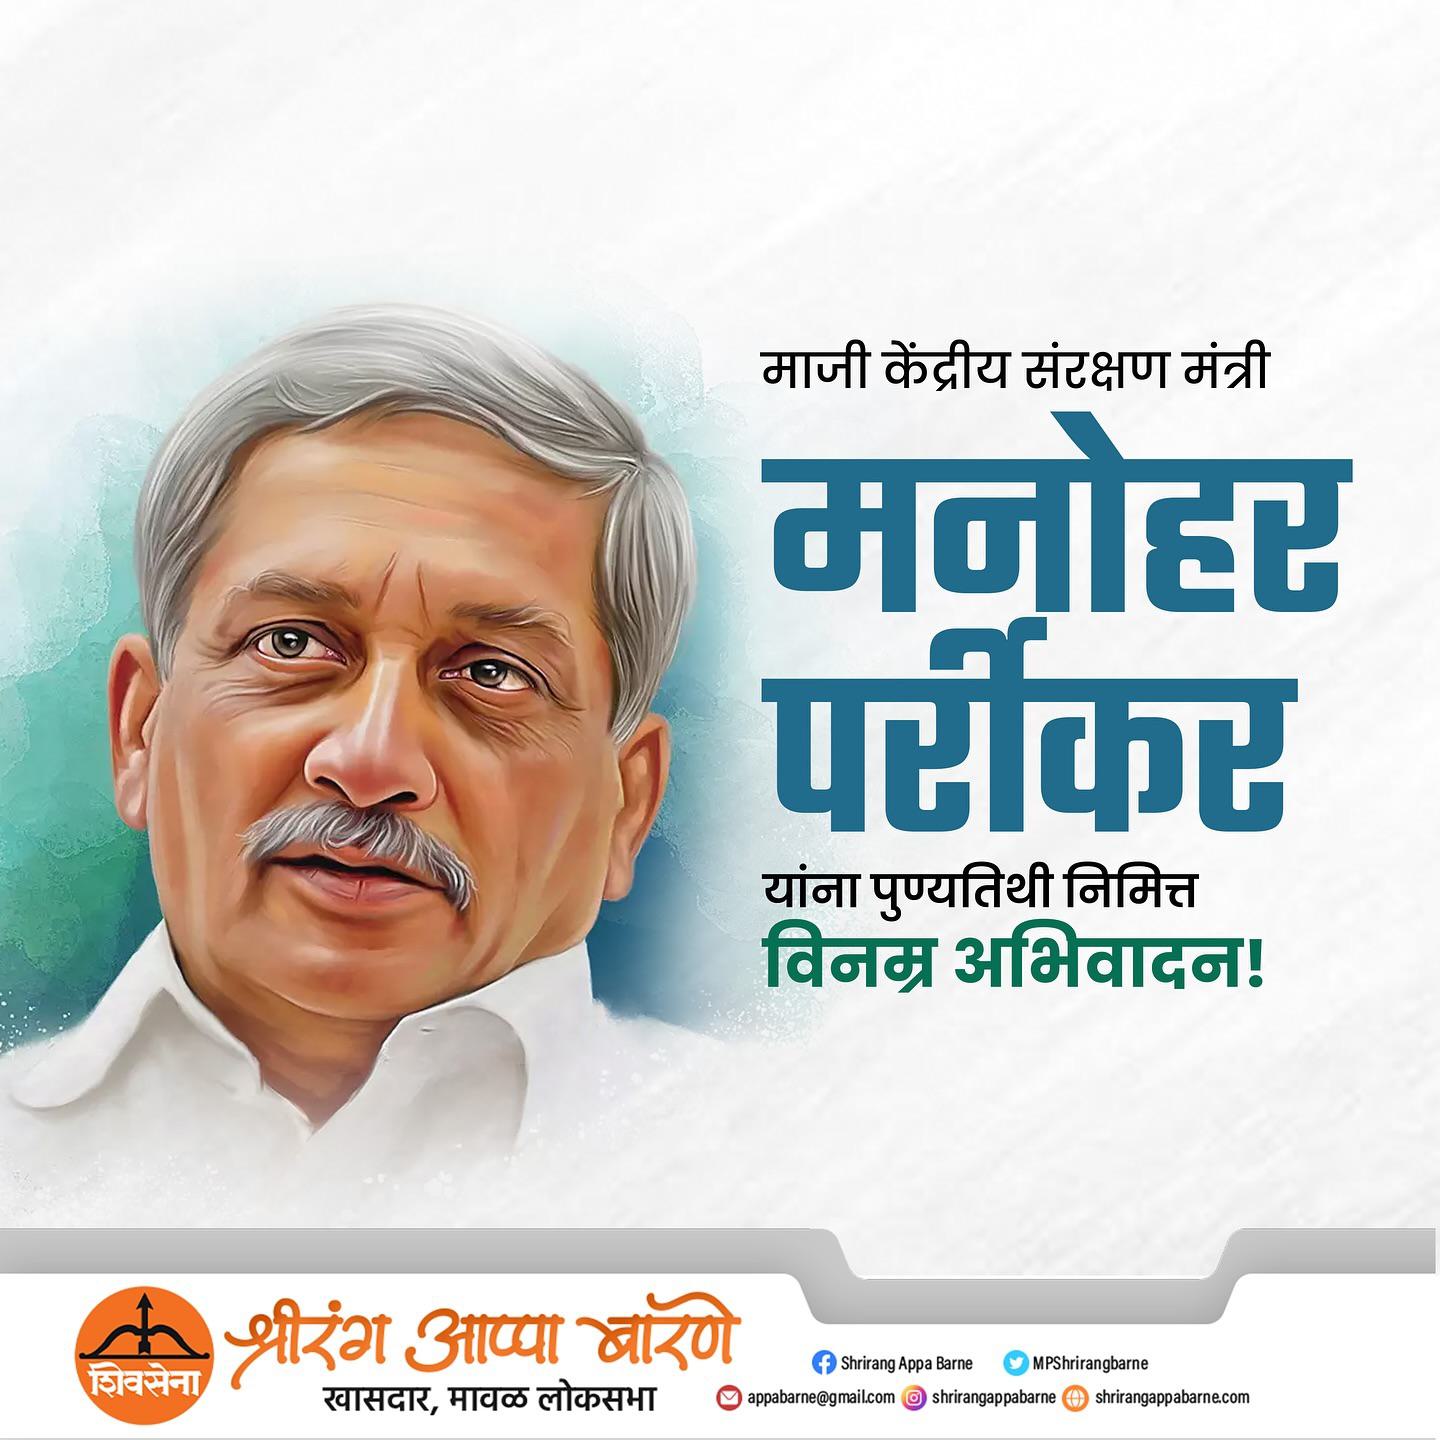 माजी केंद्रीय संरक्षण मंत्री
मनोहर
पर्रीकर
यांना पुण्यतिथी निमित्त
विनम्र अभिवादन!
शिवसेना
श्रीरंग आप्पा बारणे
खासदार, मावळ लोकसभा
Shrirang Appa Barne MPShrirangbarne
appabarne@gmail.com shrirangappabarne shrirangappabarne.com